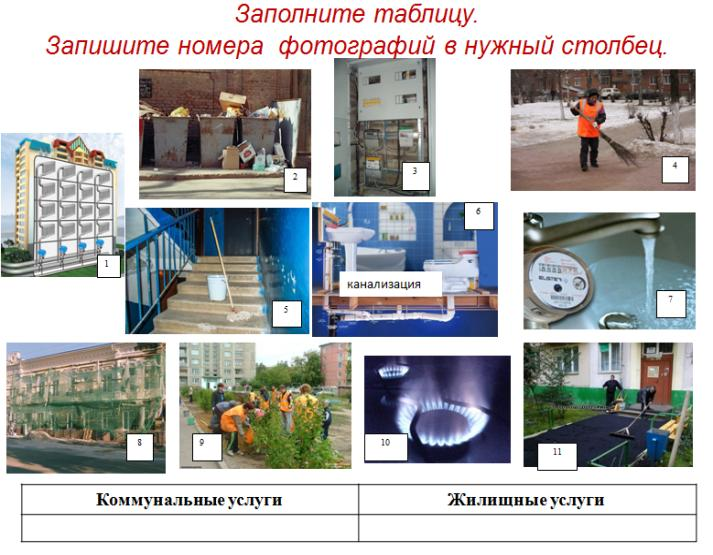 Заполните таблицу.
Запишите номера фотографий в нужный столбец.
1
2
3
4
5
6
канализация
7
8
9
10
11
Коммунальные услуги
Жилищные услуги